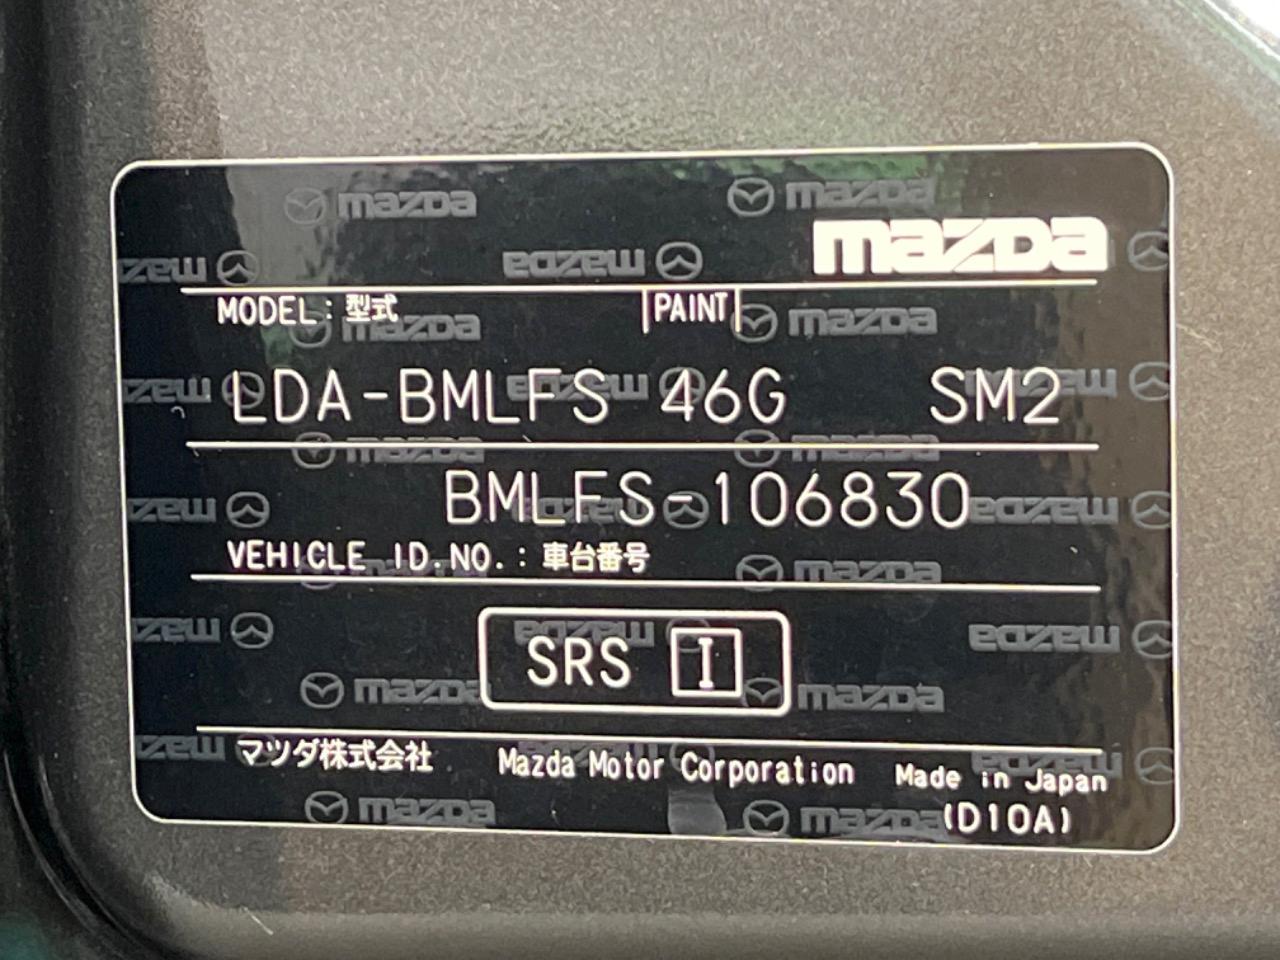 mazda
MODEL: 型式 PAINT
LDA-BMLFS 46G SM2
BMLFS-106830
VEHICLE ID.NO.: 車台番号
SRS I
マツダ株式会社 Mazda Motor Corporation Made in Japan
(D10A)